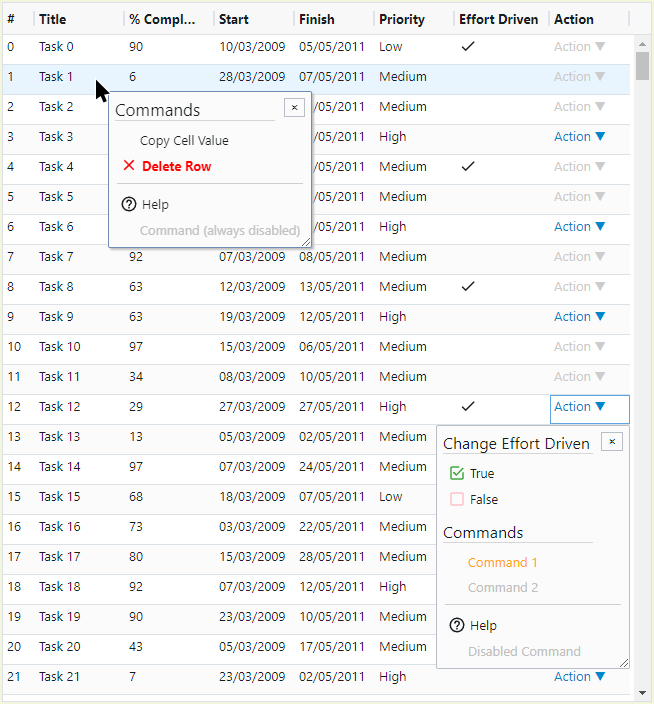 # Title % Compl... Start Finish Priority Effort Driven Action
0 Task 0 90 10/03/2009 05/05/2011 Low Action ▼
1 Task 1 6 28/03/2009 07/05/2011 Medium Action ▼
2 Task 2 /05/2011 Medium Action ▼
3 Task 3 /05/2011 High Action ▼
4 Task 4 /05/2011 Medium Action ▼
5 Task 5 /05/2011 Medium Action ▼
6 Task 6 /05/2011 High Action ▼
Commands ×
Copy Cell Value
Delete Row
Help
Command (always disabled)
7 Task 7 92 07/03/2009 08/05/2011 Medium Action ▼
8 Task 8 63 12/03/2009 13/05/2011 Medium Action ▼
9 Task 9 63 19/03/2009 12/05/2011 High Action ▼
10 Task 10 97 15/03/2009 06/05/2011 Medium Action ▼
11 Task 11 34 08/03/2009 10/05/2011 Medium Action ▼
12 Task 12 29 27/03/2009 27/05/2011 High Action ▼
13 Task 13 13 05/03/2009 02/05/2011 Medium
14 Task 14 97 07/03/2009 24/05/2011 Medium
15 Task 15 68 18/03/2009 07/05/2011 Low
16 Task 16 73 03/03/2009 22/05/2011 Medium
17 Task 17 80 15/03/2009 28/05/2011 Medium
18 Task 18 92 07/03/2009 12/05/2011 High
19 Task 19 90 23/03/2009 10/05/2011 Medium
20 Task 20 43 05/03/2009 17/05/2011 Medium
Change Effort Driven ×
True
False
Commands
Command 1
Command 2
Help
Disabled Command
21 Task 21 7 23/03/2009 02/05/2011 High Action ▼